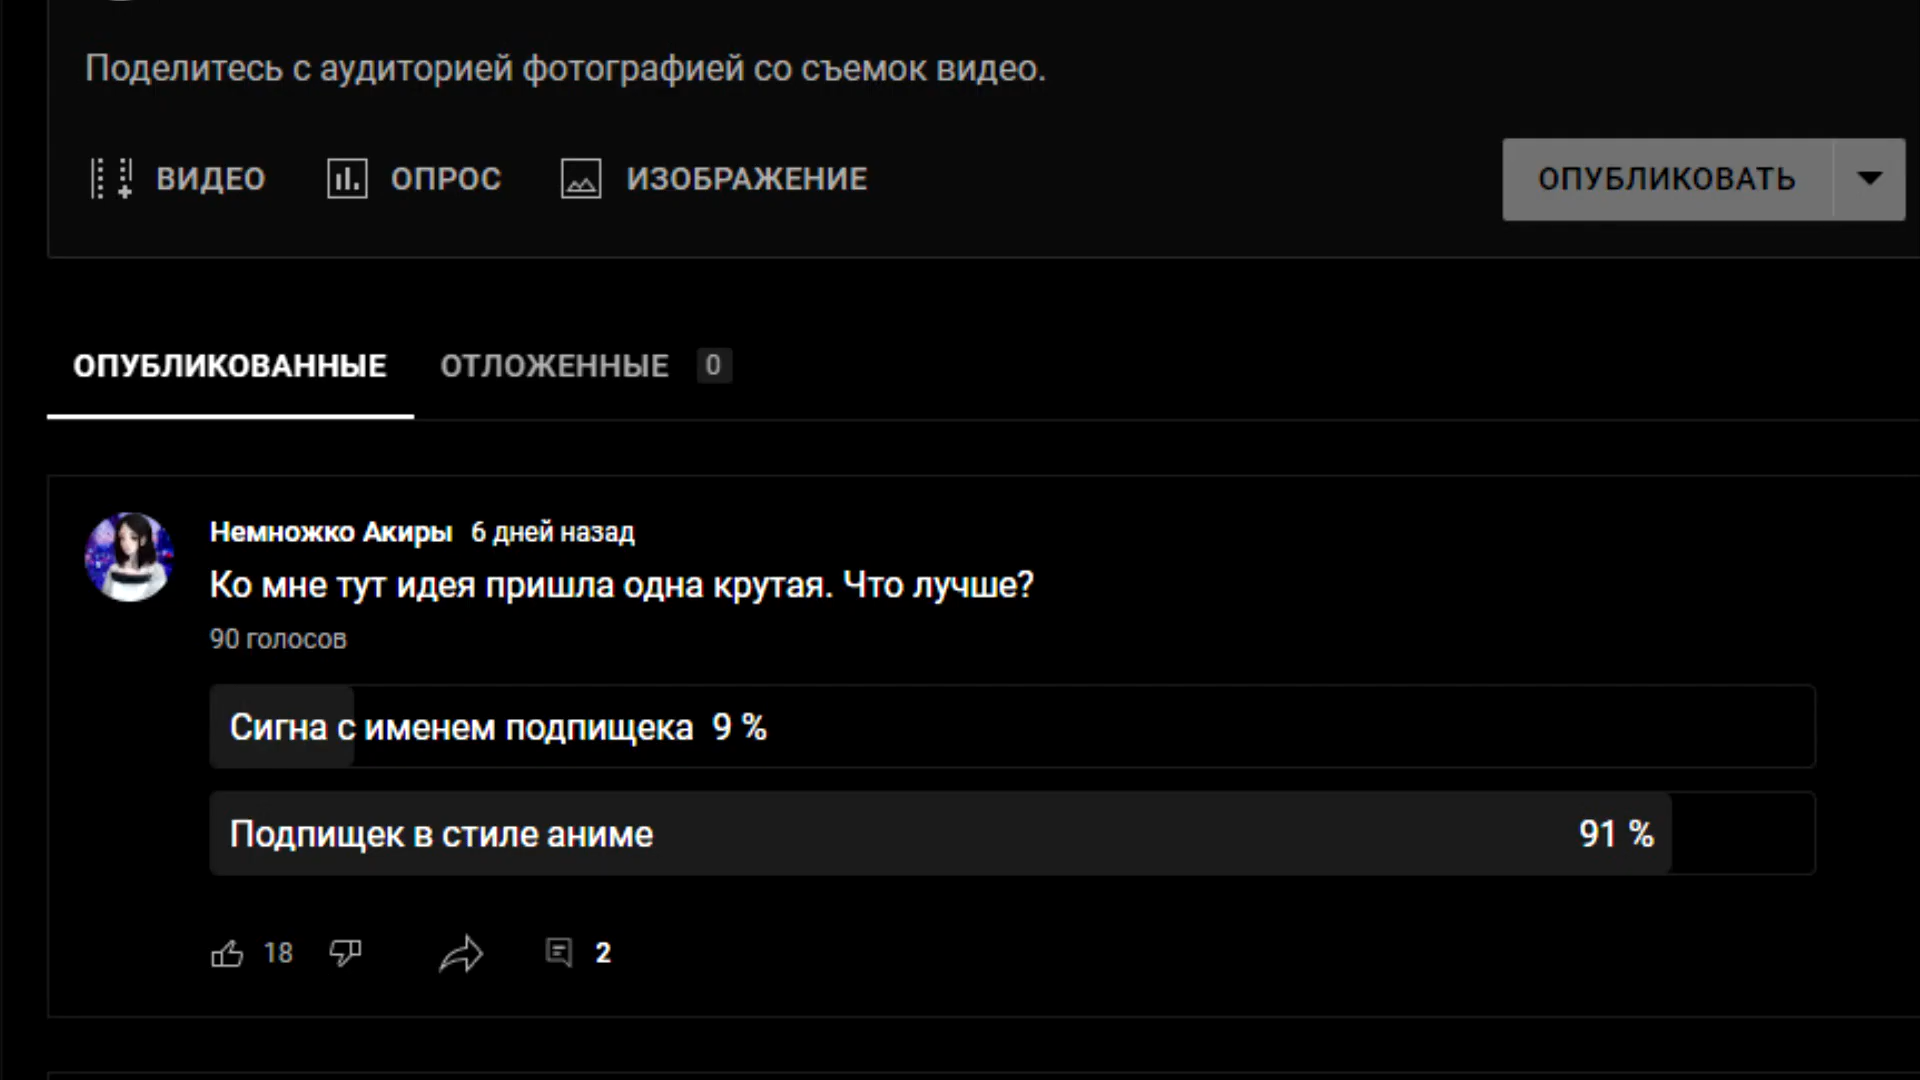 Поделитесь с аудиторией фотографией со съемок видео.
ВИДЕО ОПРОС ИЗОБРАЖЕНИЕ ОПУБЛИКОВАТЬ
ОПУБЛИКОВАННЫЕ ОТЛОЖЕННЫЕ 0
Немножко Акиры 6 дней назад
Ко мне тут идея пришла одна крутая. Что лучше?
90 голосов
Сигна с именем подпищека 9 %
Подпищек в стиле аниме 91 %
18 2